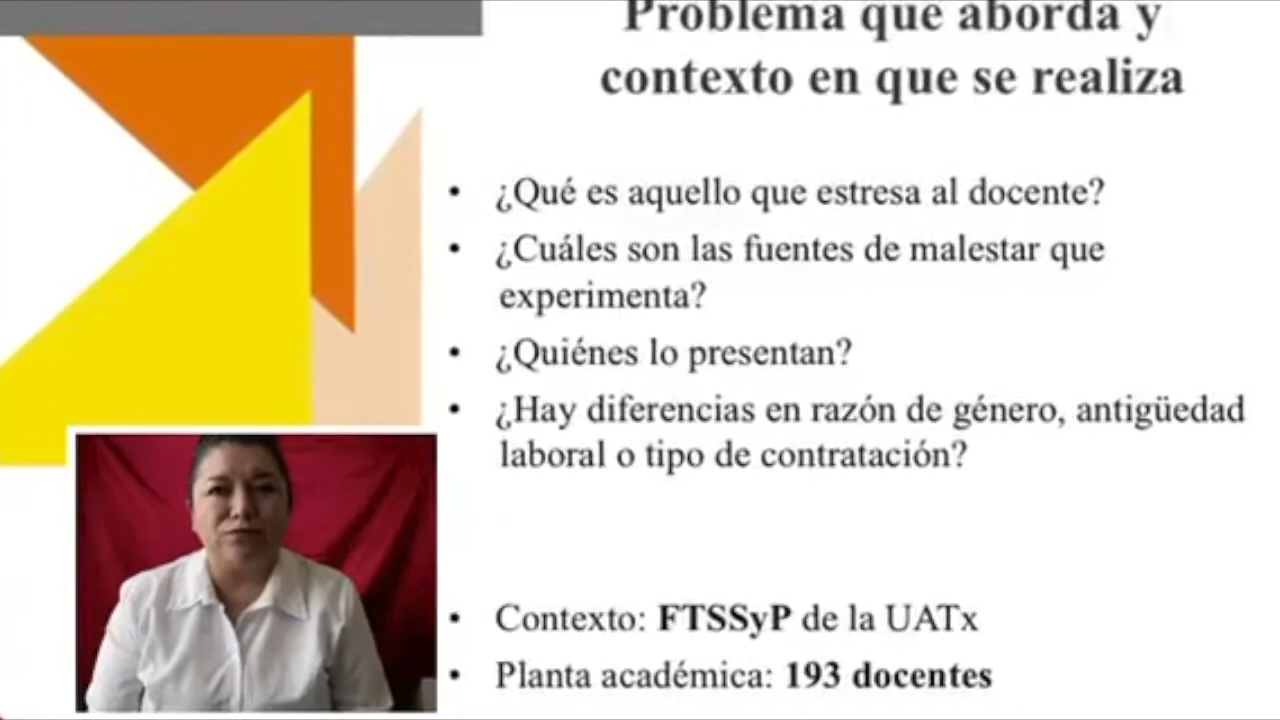 Problema que aborda y
contexto en que se realiza
• ¿Qué es aquello que estresa al docente?
• ¿Cuáles son las fuentes de malestar que
experimenta?
• ¿Quiénes lo presentan?
• ¿Hay diferencias en razón de género, antigüedad
laboral o tipo de contratación?
• Contexto: FTSSyP de la UATx
• Planta académica: 193 docentes